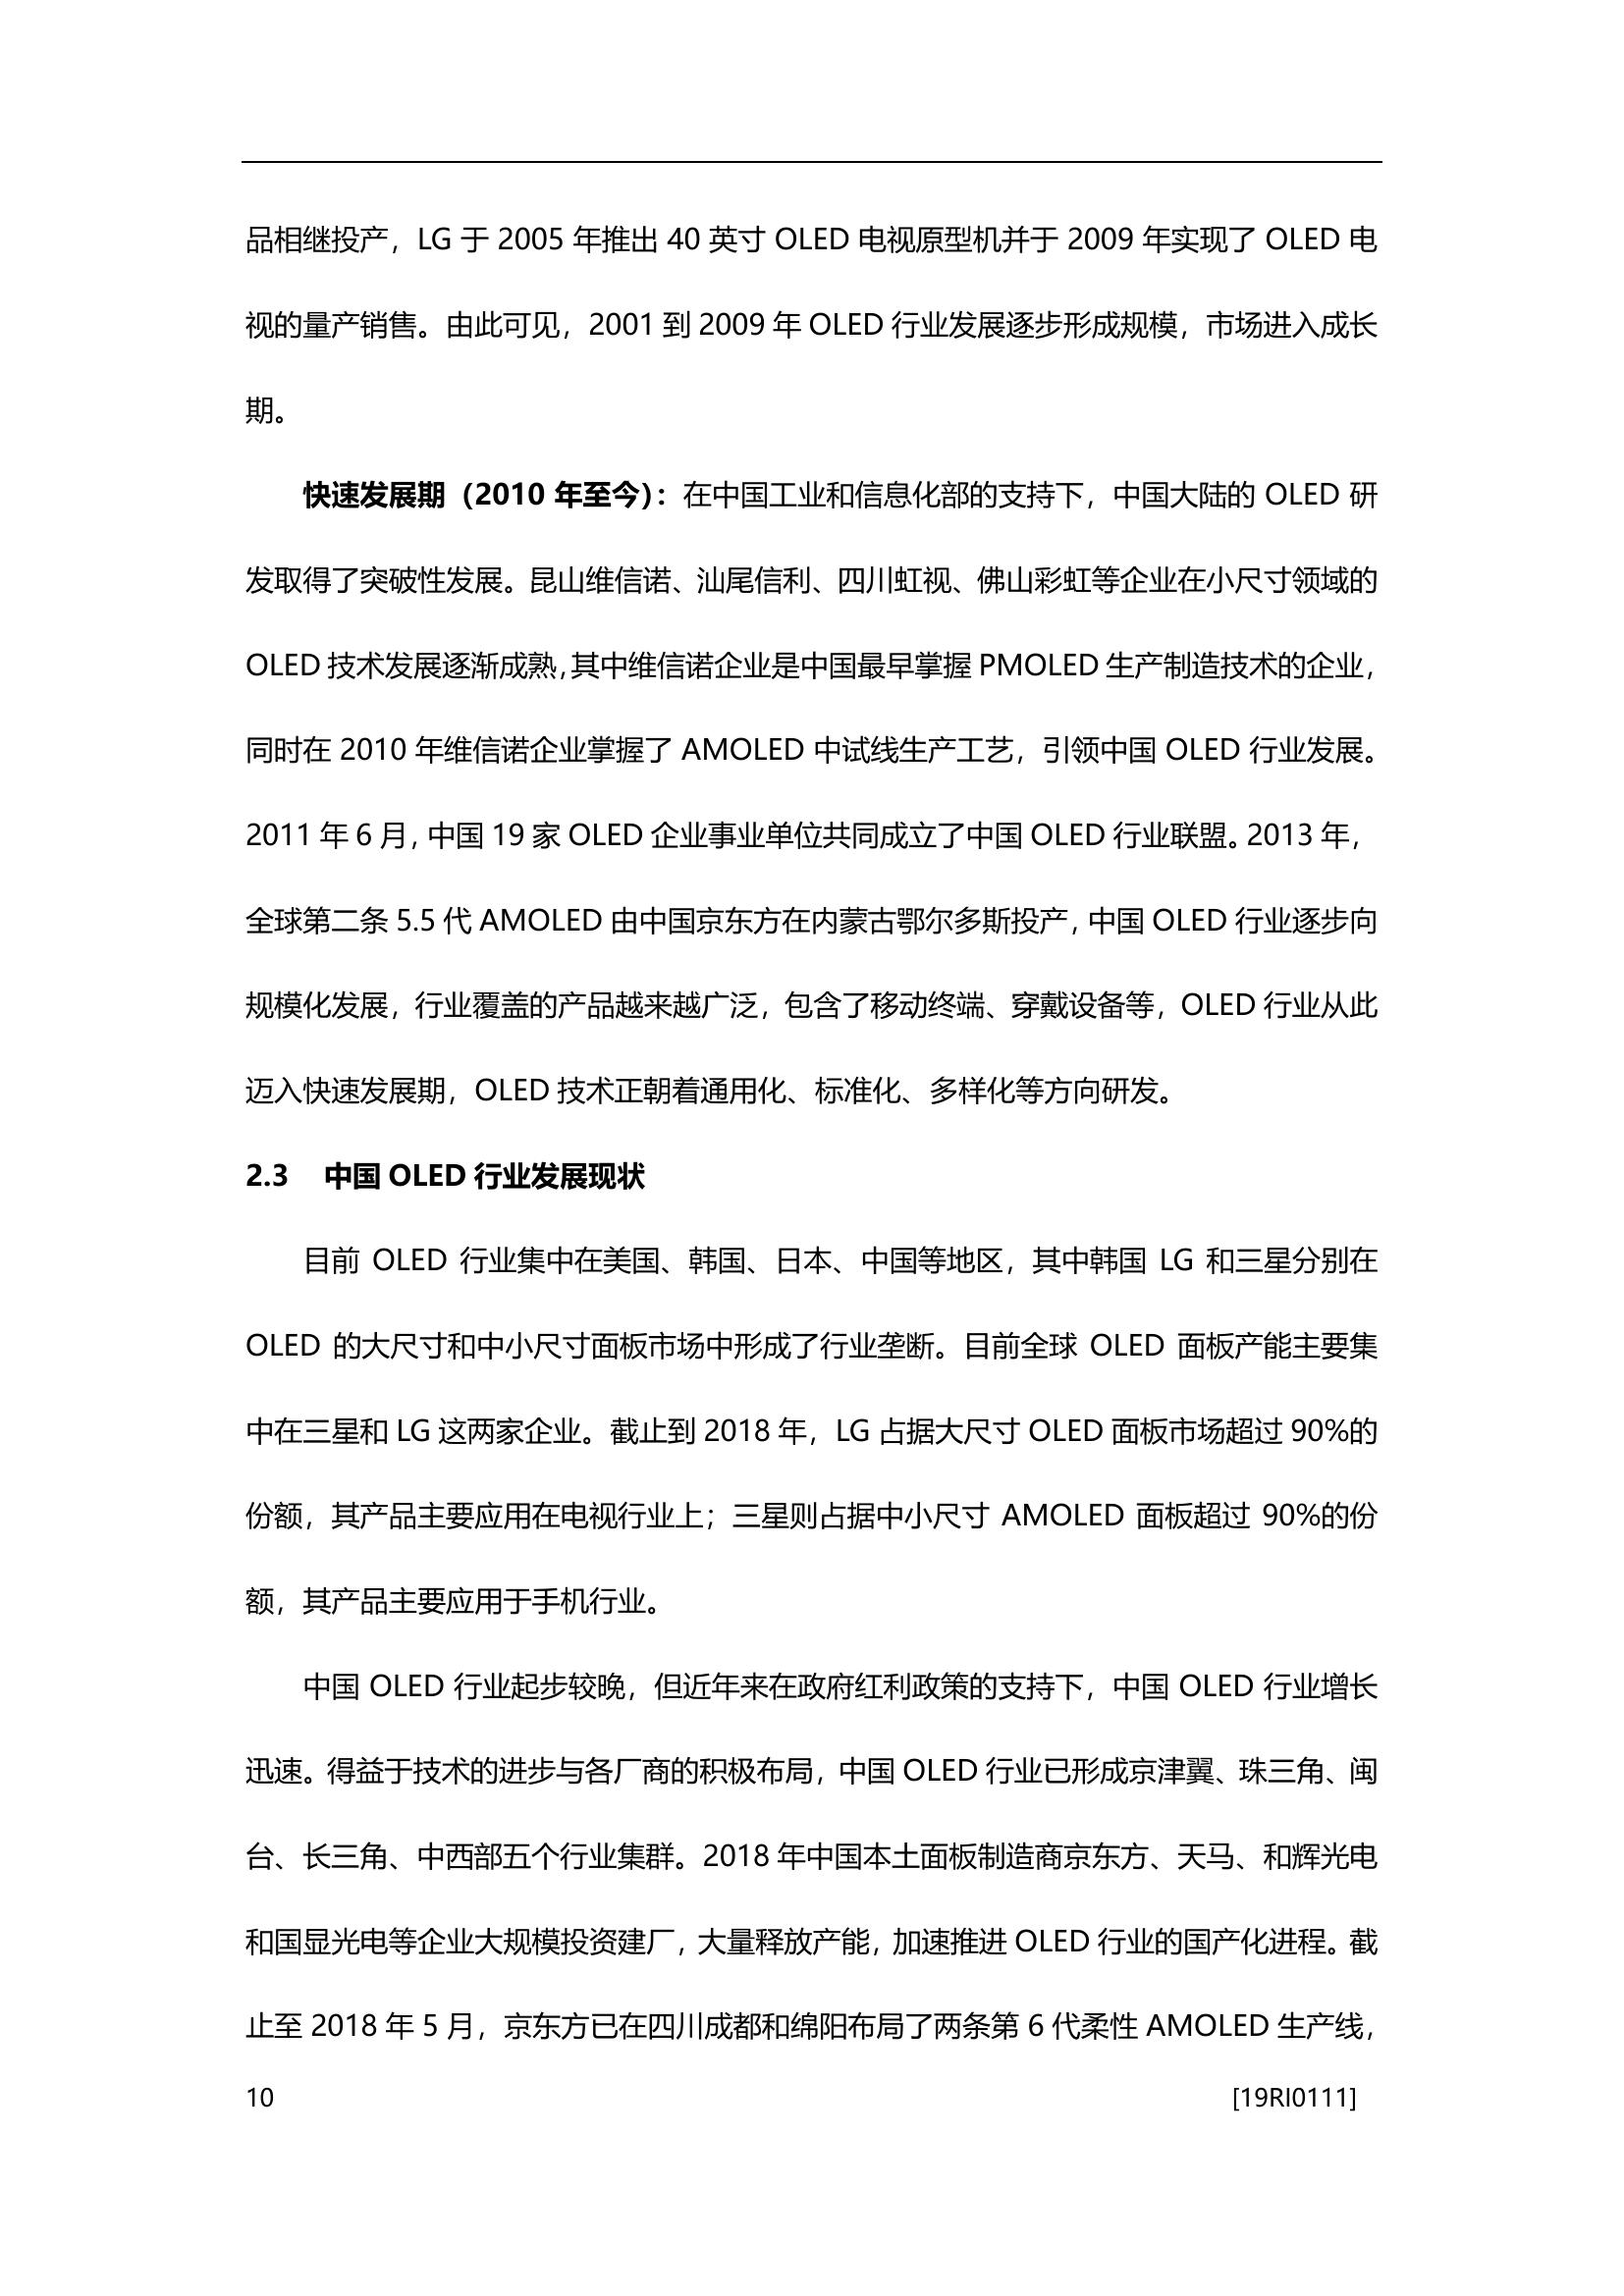 品相继投产，LG 于 2005 年推出 40 英寸 OLED 电视原型机并于 2009 年实现了 OLED 电
视的量产销售。由此可见，2001 到 2009 年 OLED 行业发展逐步形成规模，市场进入成长
期。
快速发展期（2010 年至今）：在中国工业和信息化部的支持下，中国大陆的 OLED 研
发取得了突破性发展。昆山维信诺、汕尾信利、四川虹视、佛山彩虹等企业在小尺寸领域的
OLED 技术发展逐渐成熟，其中维信诺企业是中国最早掌握 PMOLED 生产制造技术的企业，
同时在 2010 年维信诺企业掌握了 AMOLED 中试线生产工艺，引领中国 OLED 行业发展。
2011 年 6 月，中国 19 家 OLED 企业事业单位共同成立了中国 OLED 行业联盟。2013 年，
全球第二条 5.5 代 AMOLED 由中国京东方在内蒙古鄂尔多斯投产，中国 OLED 行业逐步向
规模化发展，行业覆盖的产品越来越广泛，包含了移动终端、穿戴设备等，OLED 行业从此
迈入快速发展期，OLED 技术正朝着通用化、标准化、多样化等方向研发。
2.3 中国 OLED 行业发展现状
目前 OLED 行业集中在美国、韩国、日本、中国等地区，其中韩国 LG 和三星分别在
OLED 的大尺寸和中小尺寸面板市场中形成了行业垄断。目前全球 OLED 面板产能主要集
中在三星和 LG 这两家企业。截止到 2018 年，LG 占据大尺寸 OLED 面板市场超过 90%的
份额，其产品主要应用在电视行业上；三星则占据中小尺寸 AMOLED 面板超过 90%的份
额，其产品主要应用于手机行业。
中国 OLED 行业起步较晚，但近年来在政府红利政策的支持下，中国 OLED 行业增长
迅速。得益于技术的进步与各厂商的积极布局，中国 OLED 行业已形成京津翼、珠三角、闽
台、长三角、中西部五个行业集群。2018 年中国本土面板制造商京东方、天马、和辉光电
和国显光电等企业大规模投资建厂，大量释放产能，加速推进 OLED 行业的国产化进程。截
止至 2018 年 5 月，京东方已在四川成都和绵阳布局了两条第 6 代柔性 AMOLED 生产线，
10 [19RI0111]